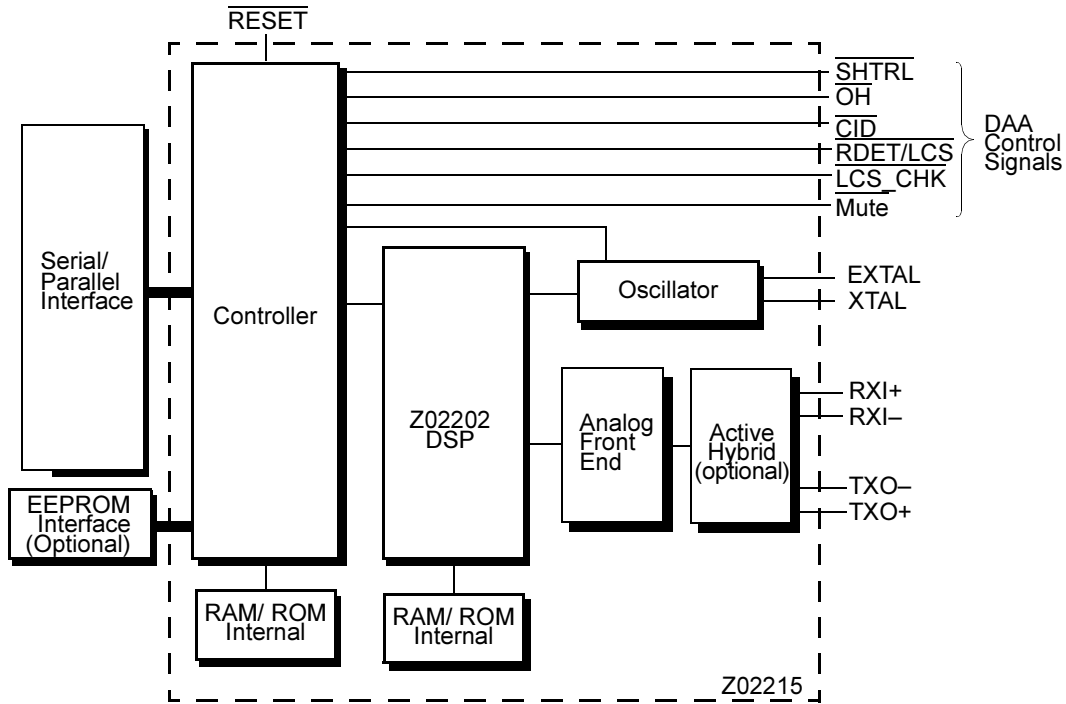 RESET
SHTRL
OH
CID
RDET/LCS
LCS_CHK
Mute
DAA
Control
Signals
Serial/
Parallel
Interface
Controller
Oscillator
EXTAL
XTAL
Z02202
DSP
Analog
Front
End
Active
Hybrid
(optional)
RXI+
RXI–
TXO–
TXO+
EEPROM
Interface
(Optional)
RAM/ ROM
Internal
RAM/ ROM
Internal
Z02215